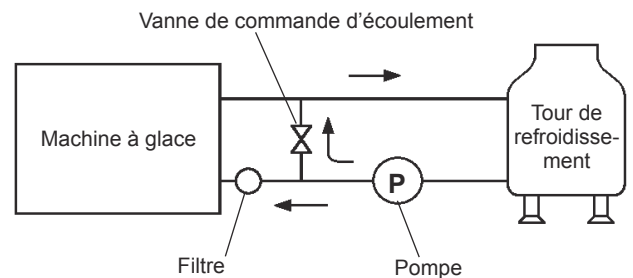 Vanne de commande d'écoulement
Machine à glace
Tour de
refroidisse-
ment
P
Filtre
Pompe